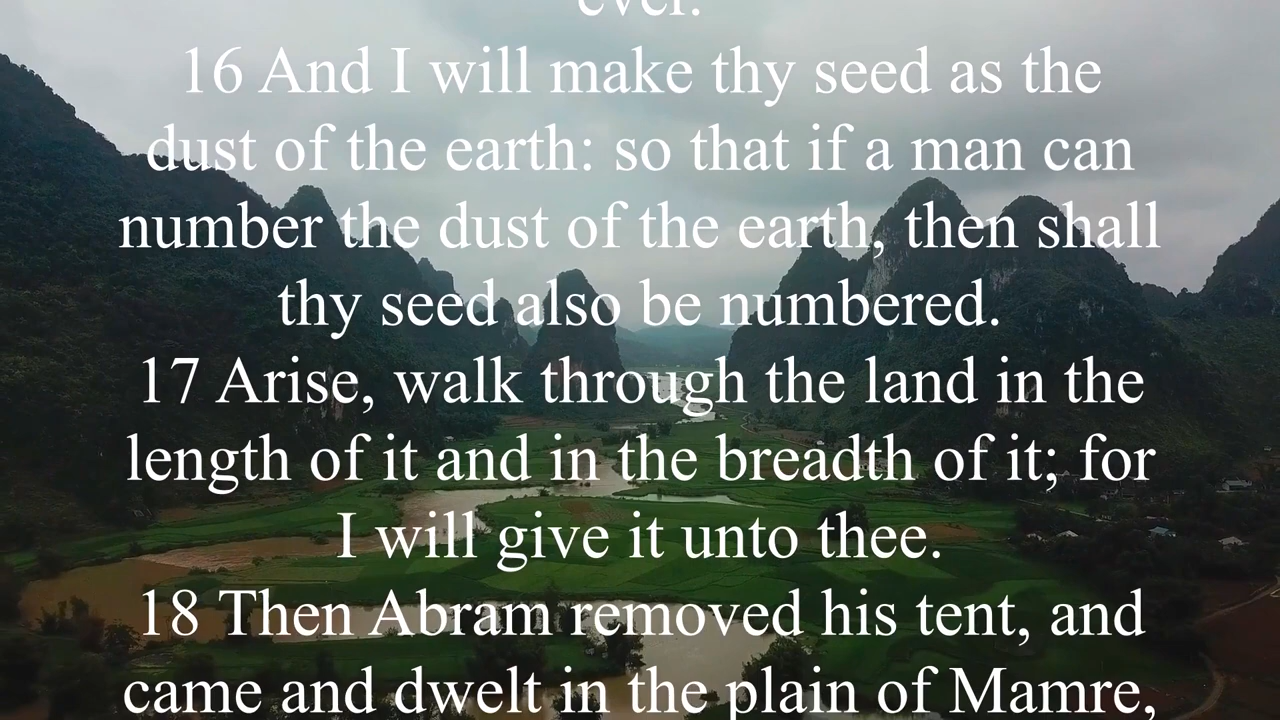 ever.
16 And I will make thy seed as the
dust of the earth: so that if a man can
number the dust of the earth, then shall
thy seed also be numbered.
17 Arise, walk through the land in the
length of it and in the breadth of it; for
I will give it unto thee.
18 Then Abram removed his tent, and
came and dwelt in the plain of Mamre,